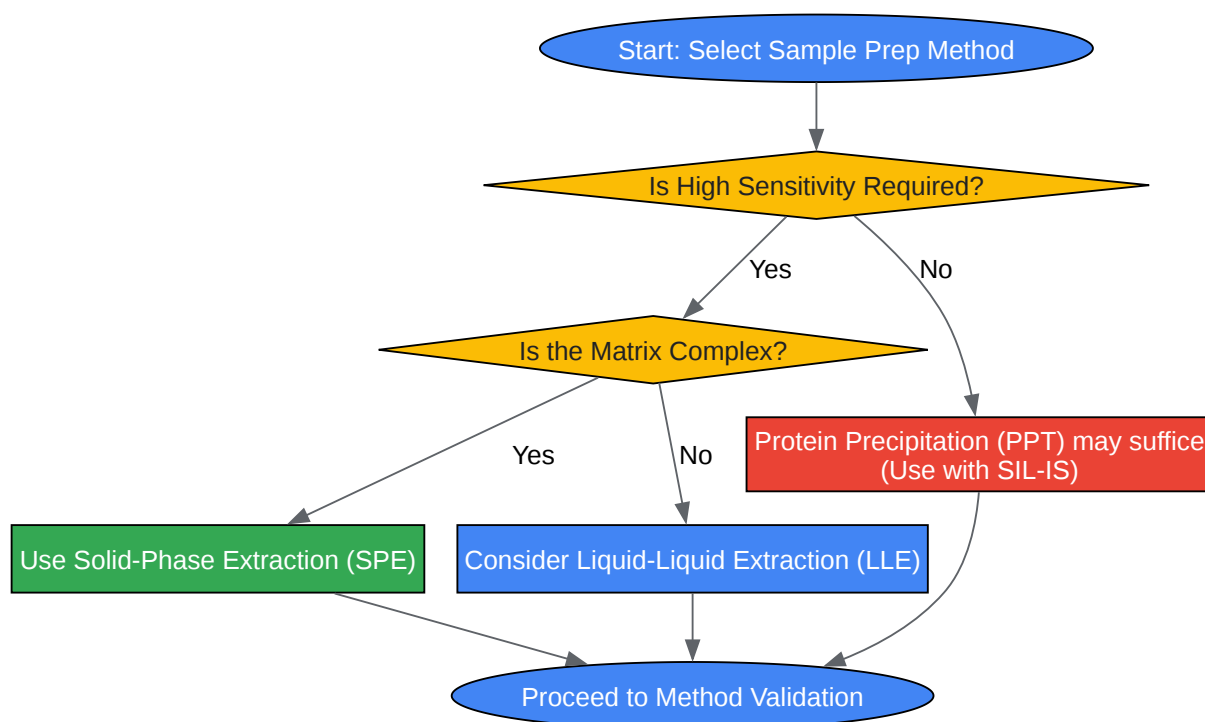 Start: Select Sample Prep Method
Is High Sensitivity Required?
Yes
No
Is the Matrix Complex?
Protein Precipitation (PPT) may suffice
(Use with SIL-IS)
Yes
No
Use Solid-Phase Extraction (SPE)
Consider Liquid-Liquid Extraction (LLE)
Proceed to Method Validation